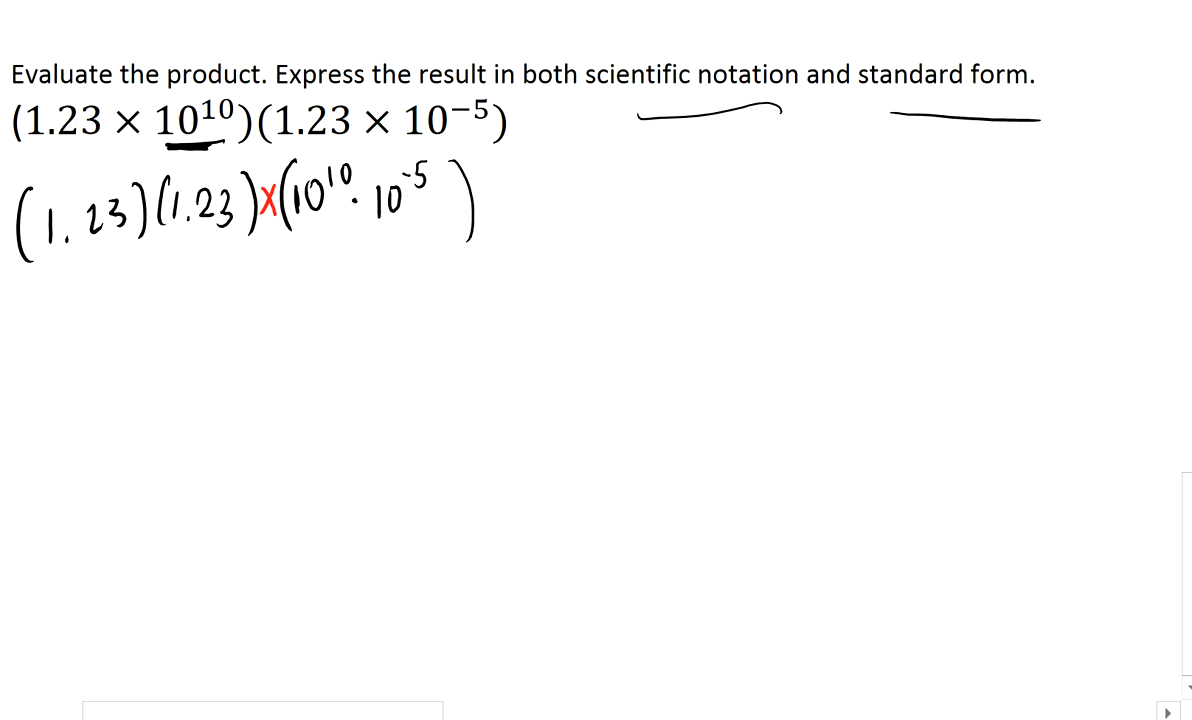 Evaluate the product. Express the result in both scientific notation and standard form.
(1.23 × 10¹⁰)(1.23 × 10⁻⁵)
(1.23)(1.23)×(10¹⁰·10⁻⁵)